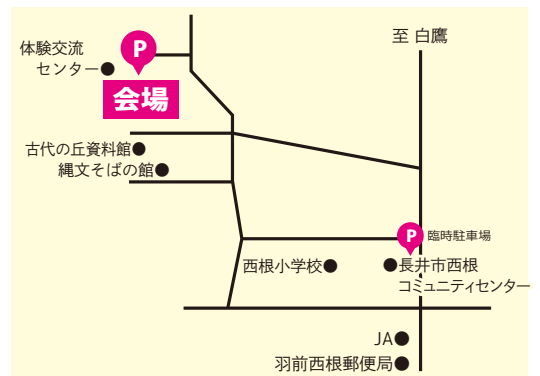 至 白鷹
体験交流
センター
P
会場
古代の丘資料館
縄文そばの館
P
臨時駐車場
西根小学校
長井市西根
コミュニティセンター
JA
羽前西根郵便局